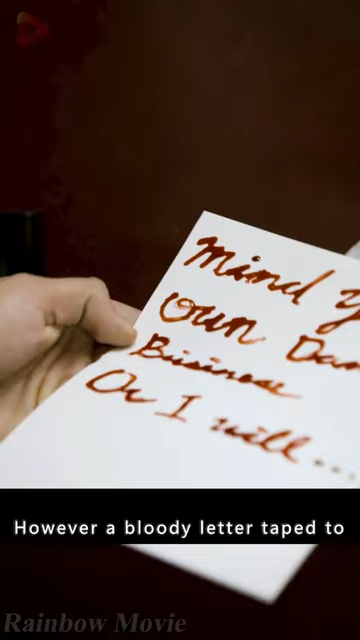 Mind Y
Own Dam
Business
Or I will...
However a bloody letter taped to
Rainbow Movie